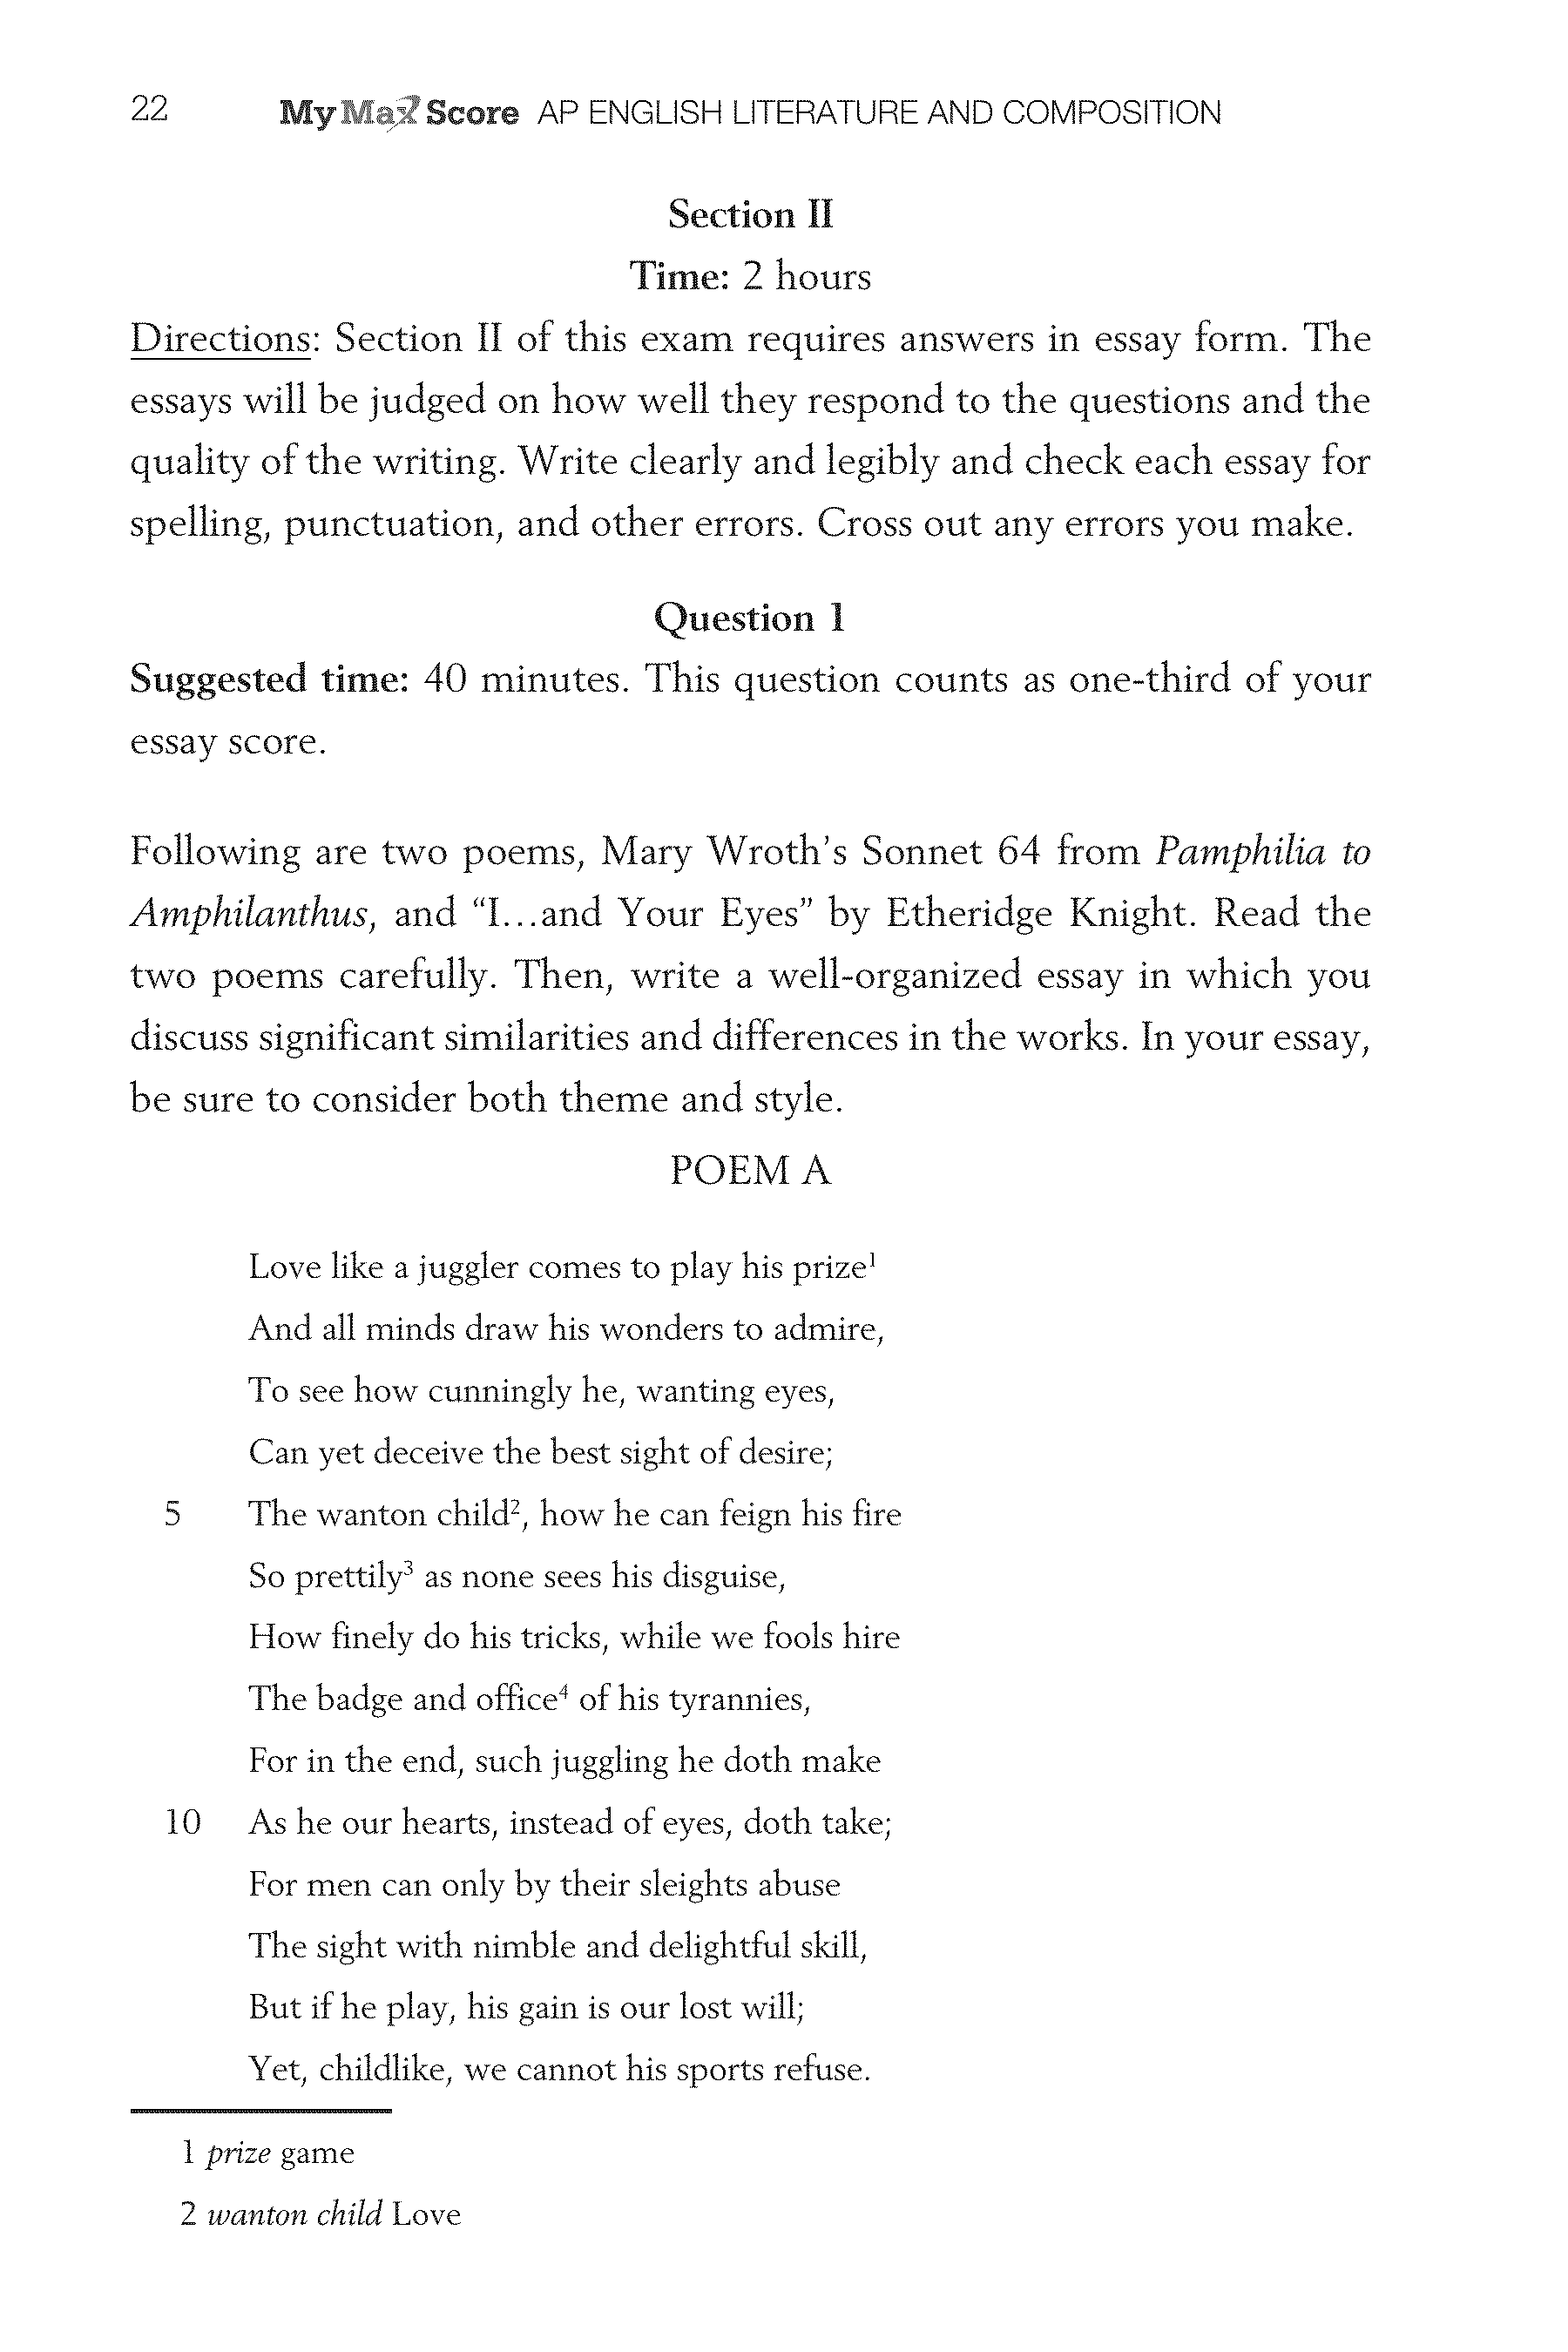 22 MyMaxScore AP ENGLISH LITERATURE AND COMPOSITION
Section II
Time: 2 hours
Directions: Section II of this exam requires answers in essay form. The
essays will be judged on how well they respond to the questions and the
quality of the writing. Write clearly and legibly and check each essay for
spelling, punctuation, and other errors. Cross out any errors you make.
Question 1
Suggested time: 40 minutes. This question counts as one-third of your
essay score.
Following are two poems, Mary Wroth’s Sonnet 64 from Pamphilia to
Amphilanthus, and “I…and Your Eyes” by Etheridge Knight. Read the
two poems carefully. Then, write a well-organized essay in which you
discuss significant similarities and differences in the works. In your essay,
be sure to consider both theme and style.
POEM A
Love like a juggler comes to play his prize¹
And all minds draw his wonders to admire,
To see how cunningly he, wanting eyes,
Can yet deceive the best sight of desire;
5 The wanton child², how he can feign his fire
So prettily³ as none sees his disguise,
How finely do his tricks, while we fools hire
The badge and office⁴ of his tyrannies,
For in the end, such juggling he doth make
10 As he our hearts, instead of eyes, doth take;
For men can only by their sleights abuse
The sight with nimble and delightful skill,
But if he play, his gain is our lost will;
Yet, childlike, we cannot his sports refuse.
1 prize game
2 wanton child Love